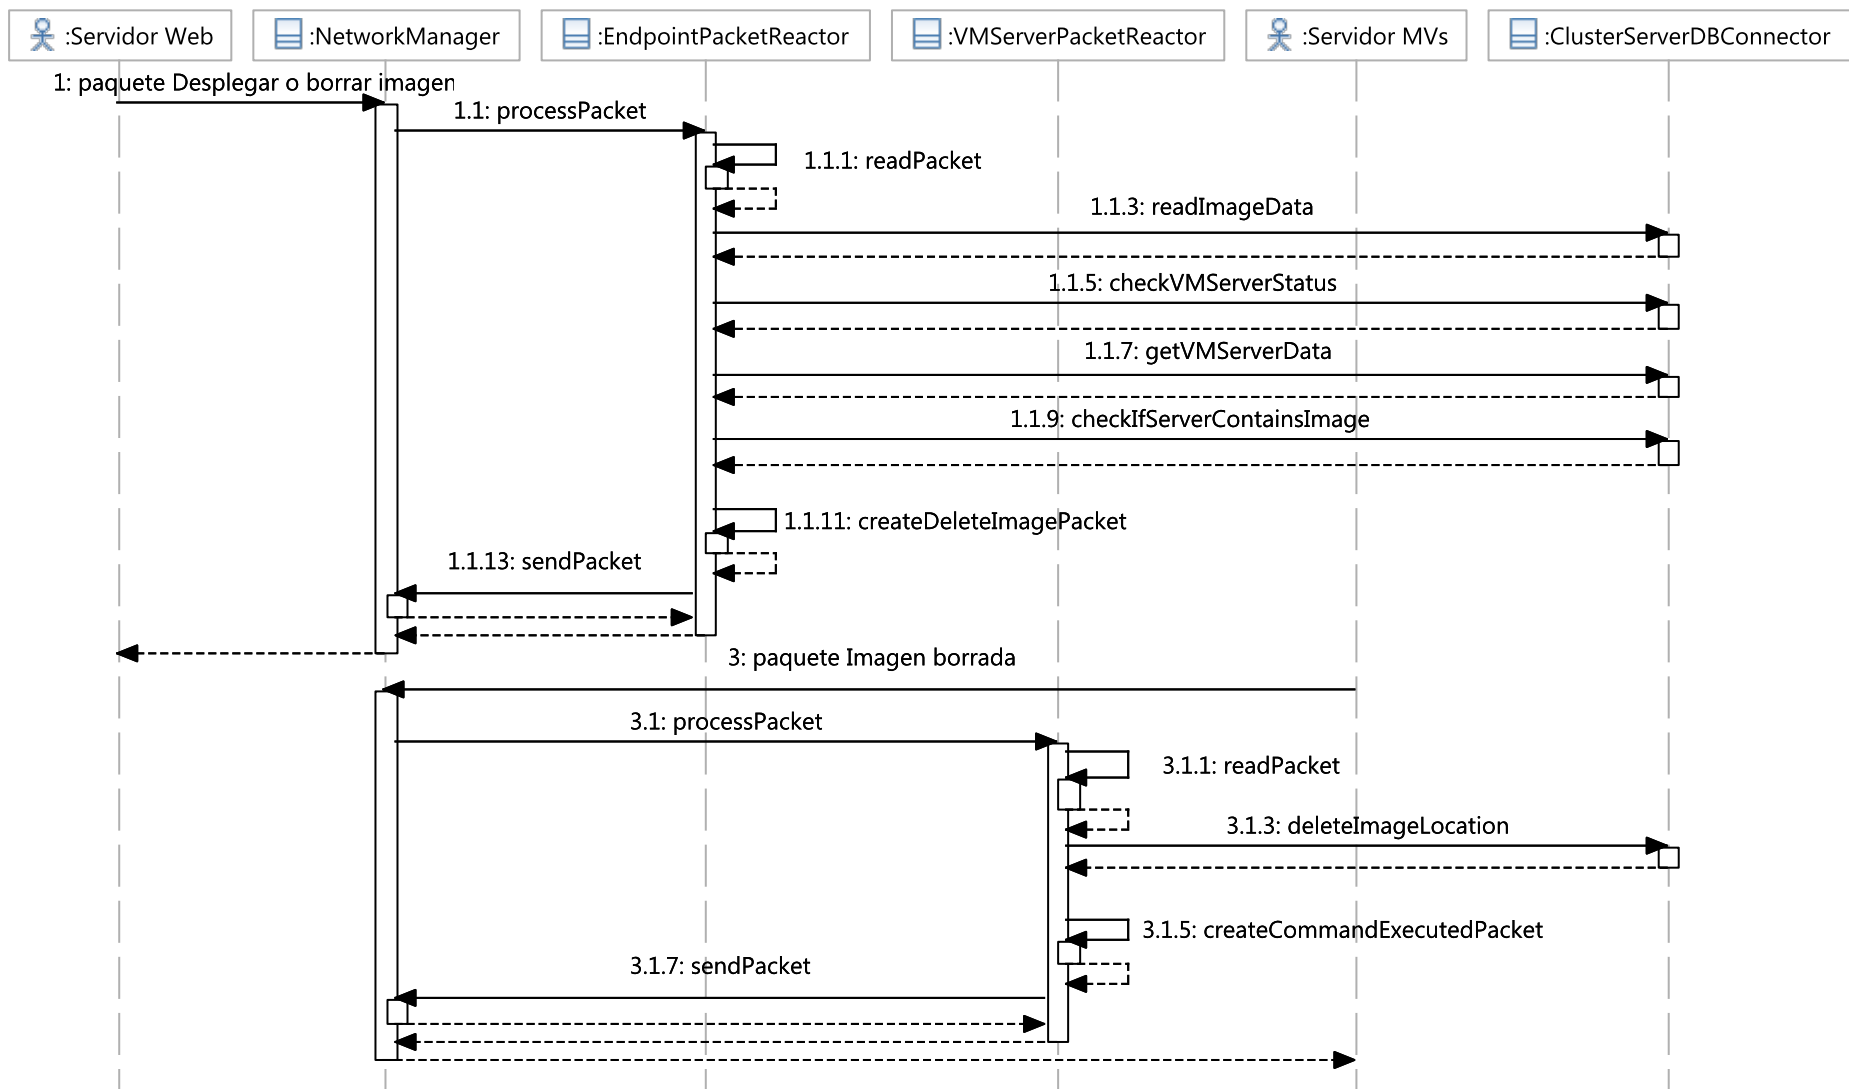 :Servidor Web
:NetworkManager
:EndpointPacketReactor
:VMServerPacketReactor
:Servidor MVs
:ClusterServerDBConnector
1: paquete Desplegar o borrar imagen
1.1: processPacket
1.1.1: readPacket
1.1.3: readImageData
1.1.5: checkVMServerStatus
1.1.7: getVMServerData
1.1.9: checkIfServerContainsImage
1.1.11: createDeleteImagePacket
1.1.13: sendPacket
3: paquete Imagen borrada
3.1: processPacket
3.1.1: readPacket
3.1.3: deleteImageLocation
3.1.5: createCommandExecutedPacket
3.1.7: sendPacket